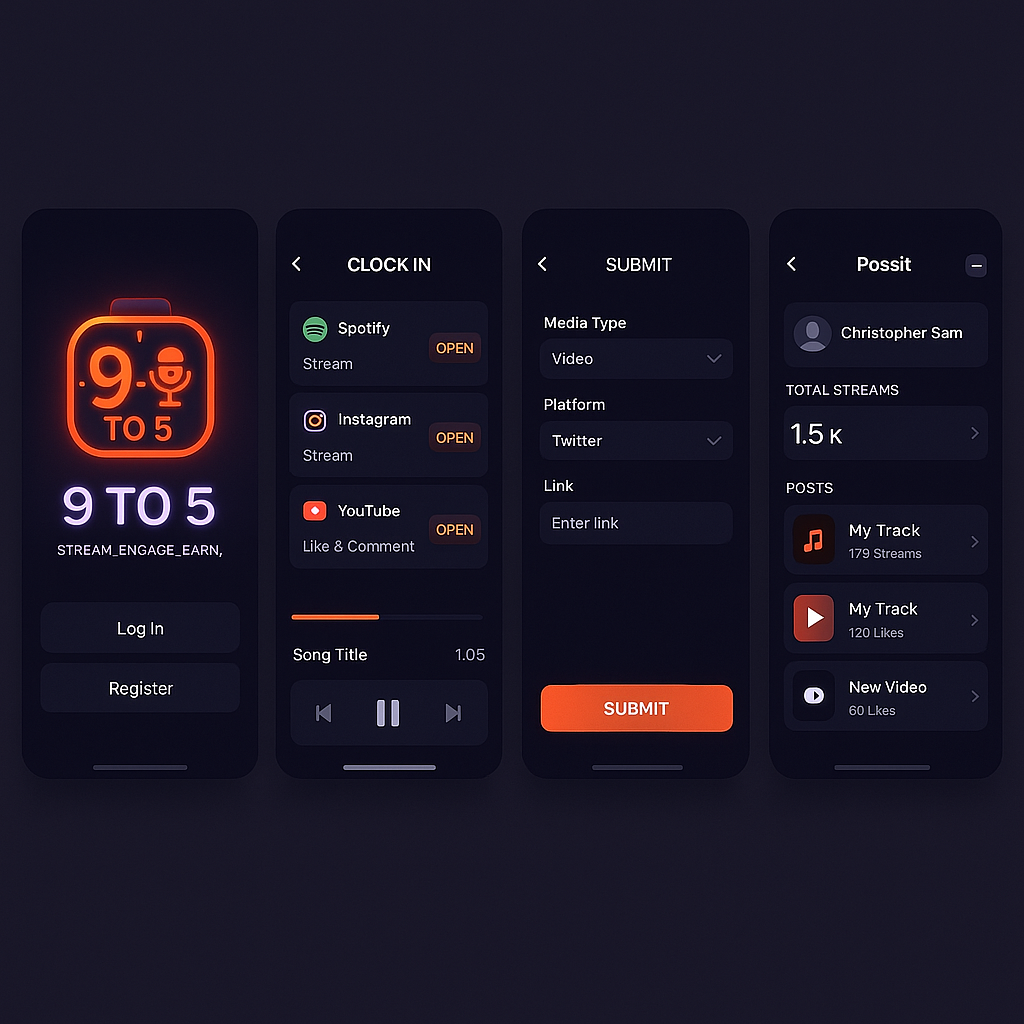 9
TO 5
9 TO 5
STREAM_ENGAGE_EARN,
Log In
Register
CLOCK IN
Spotify
Stream
OPEN
Instagram
Stream
OPEN
YouTube
Like & Comment
OPEN
Song Title 1.05
SUBMIT
Media Type
Video
Platform
Twitter
Link
Enter link
SUBMIT
Possit
Christopher Sam
TOTAL STREAMS
1.5 K
POSTS
My Track
179 Streams
My Track
120 Likes
New Video
60 Lkes